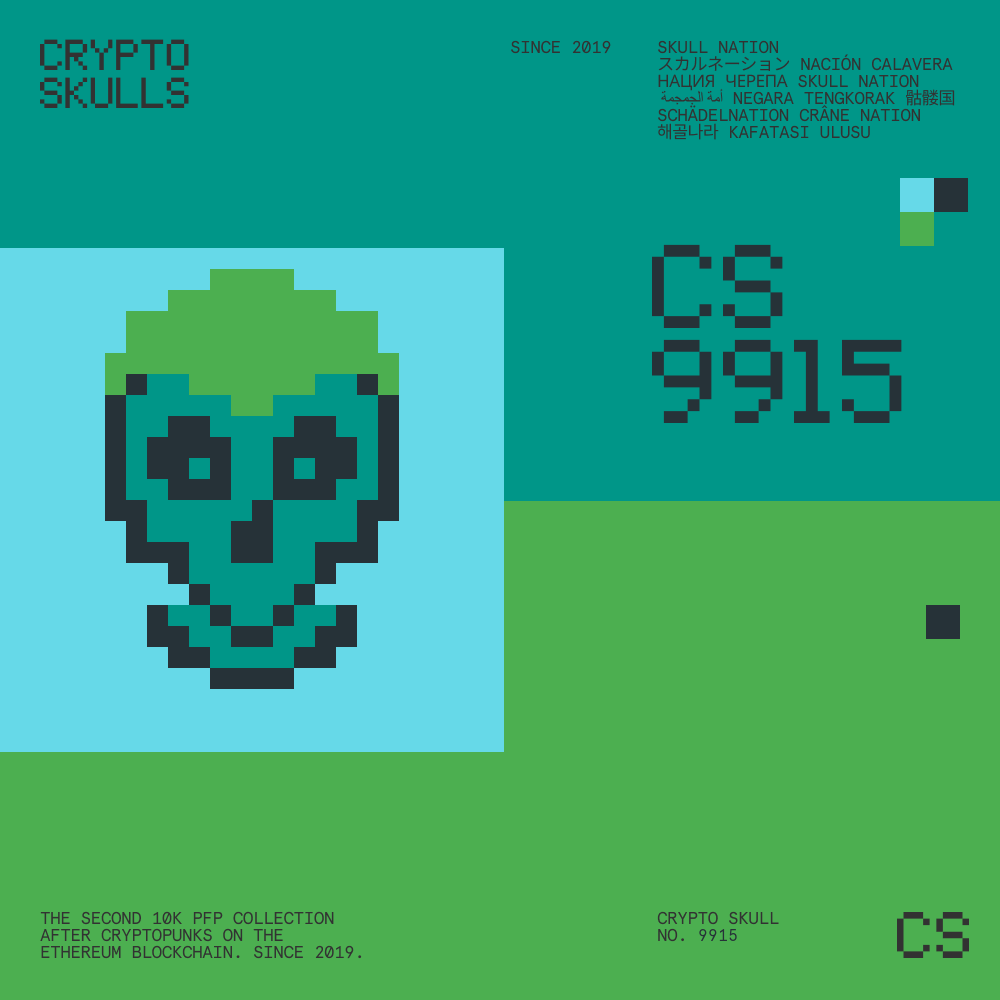 CRYPTO
SKULLS
SINCE 2019
SKULL NATION
スカルネーション NACIÓN CALAVERA
НАЦИЯ ЧЕРЕПА SKULL NATION
أمة الجمجمة NEGARA TENGKORAK 骷髅国
SCHÄDELNATION CRÂNE NATION
해골나라 KAFATASI ULUSU
CS
9915
THE SECOND 10K PFP COLLECTION
AFTER CRYPTOPUNKS ON THE
ETHEREUM BLOCKCHAIN. SINCE 2019.
CRYPTO SKULL
NO. 9915
CS